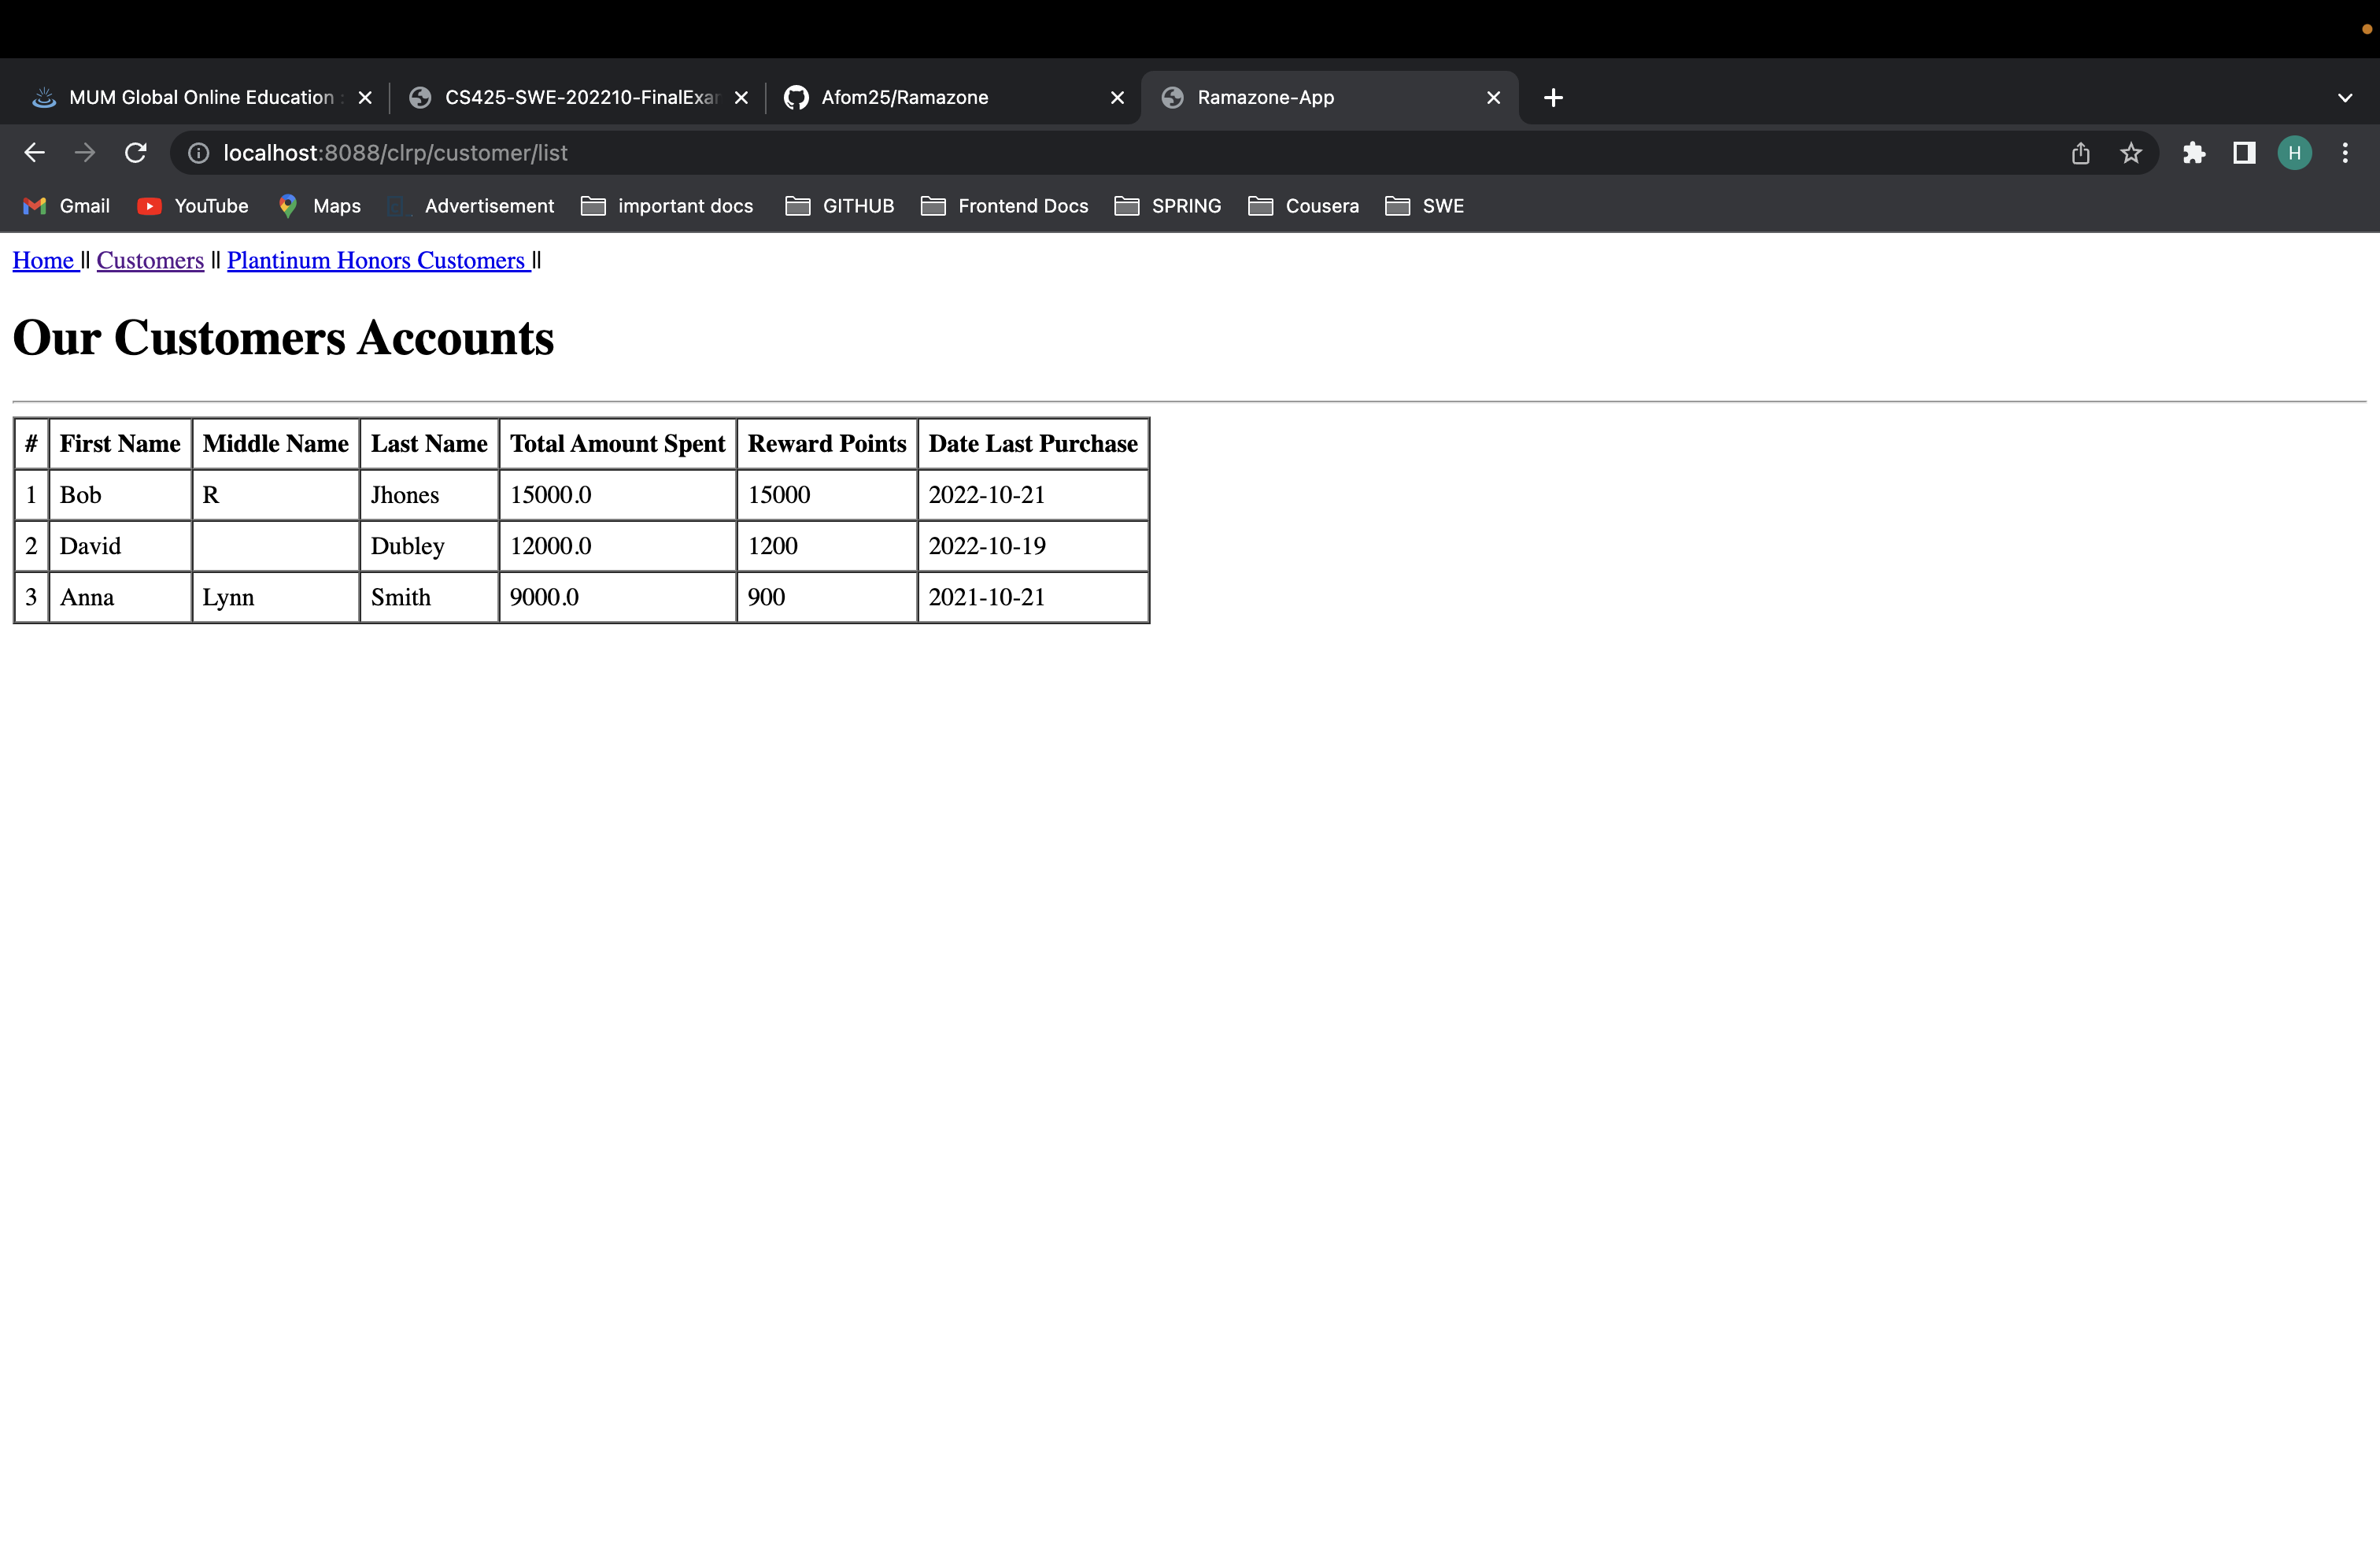 MUM Global Online Education :
CS425-SWE-202210-FinalExar
Afom25/Ramazone
Ramazone-App
localhost:8088/clrp/customer/list
H
Gmail YouTube Maps Advertisement important docs GITHUB Frontend Docs SPRING Cousera SWE
Home || Customers || Plantinum Honors Customers ||
Our Customers Accounts
# First Name Middle Name Last Name Total Amount Spent Reward Points Date Last Purchase
1 Bob R Jhones 15000.0 15000 2022-10-21
2 David Dubley 12000.0 1200 2022-10-19
3 Anna Lynn Smith 9000.0 900 2021-10-21